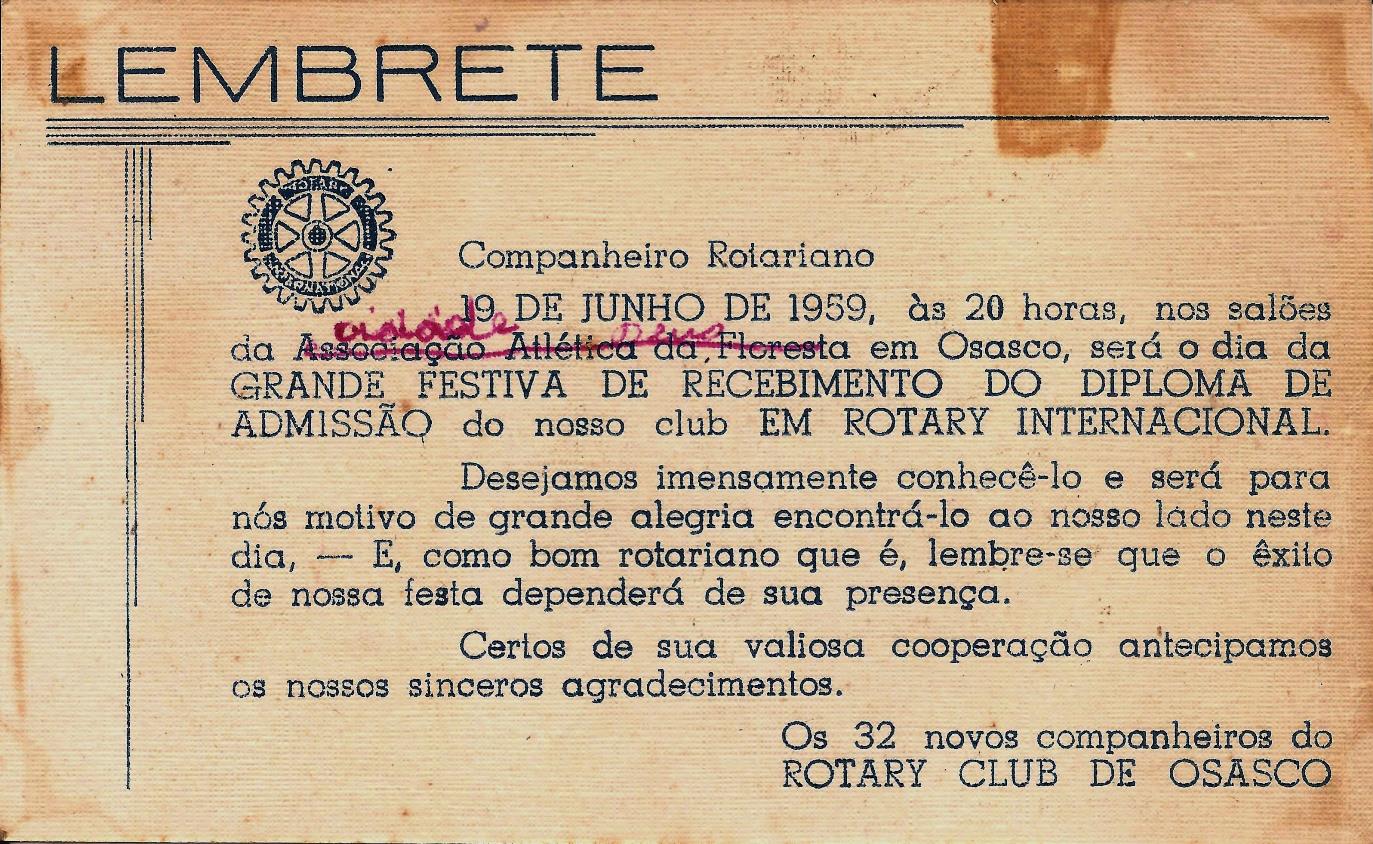 LEMBRETE
ROTARY
INTERNATIONAL
Companheiro Rotariano
19 DE JUNHO DE 1959, às 20 horas, nos salões
cidade Deus
da Associação Atlética da Floresta em Osasco, será o dia da
GRANDE FESTIVA DE RECEBIMENTO DO DIPLOMA DE
ADMISSÃO do nosso club EM ROTARY INTERNACIONAL.
Desejamos imensamente conhecê-lo e será para
nós motivo de grande alegria encontrá-lo ao nosso lado neste
dia, — E, como bom rotariano que é, lembre-se que o êxito
de nossa festa dependerá de sua presença.
Certos de sua valiosa cooperação antecipamos
os nossos sinceros agradecimentos.
Os 32 novos companheiros do
ROTARY CLUB DE OSASCO